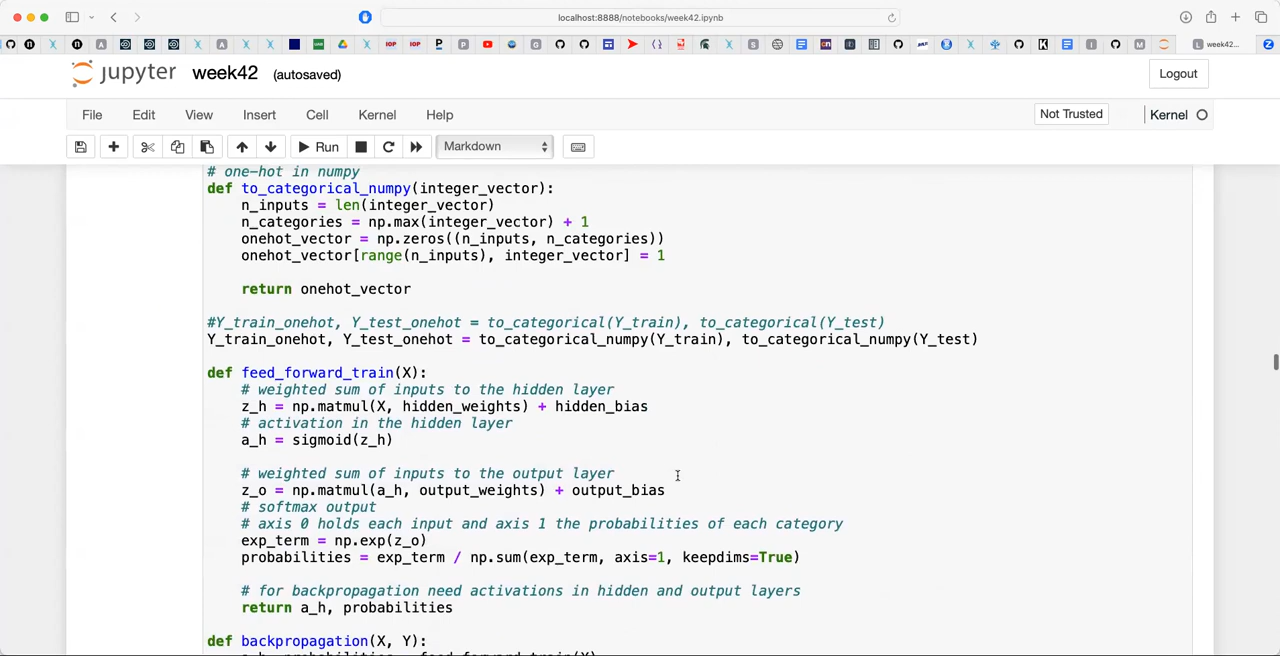 localhost:8888/notebooks/week42.ipynb
week42...
jupyter week42 (autosaved)
Logout
File Edit View Insert Cell Kernel Help
Not Trusted
Kernel
Run
Markdown
# one-hot in numpy
def to_categorical_numpy(integer_vector):
    n_inputs = len(integer_vector)
    n_categories = np.max(integer_vector) + 1
    onehot_vector = np.zeros((n_inputs, n_categories))
    onehot_vector[range(n_inputs), integer_vector] = 1
    return onehot_vector
#Y_train_onehot, Y_test_onehot = to_categorical(Y_train), to_categorical(Y_test)
Y_train_onehot, Y_test_onehot = to_categorical_numpy(Y_train), to_categorical_numpy(Y_test)
def feed_forward_train(X):
    # weighted sum of inputs to the hidden layer
    z_h = np.matmul(X, hidden_weights) + hidden_bias
    # activation in the hidden layer
    a_h = sigmoid(z_h)
    # weighted sum of inputs to the output layer
    z_o = np.matmul(a_h, output_weights) + output_bias
    # softmax output
    # axis 0 holds each input and axis 1 the probabilities of each category
    exp_term = np.exp(z_o)
    probabilities = exp_term / np.sum(exp_term, axis=1, keepdims=True)
    # for backpropagation need activations in hidden and output layers
    return a_h, probabilities
def backpropagation(X, Y):